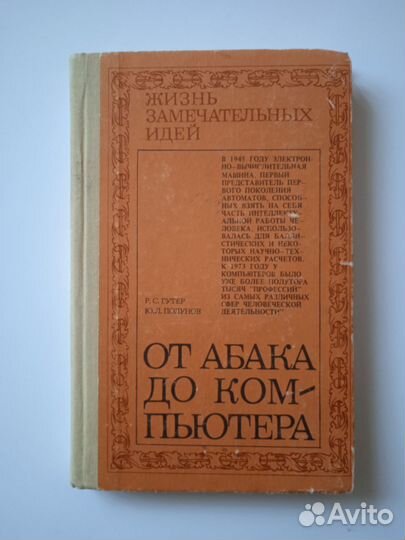 ЖИЗНЬ
ЗАМЕЧАТЕЛЬНЫХ
ИДЕЙ
В 1945 ГОДУ ЭЛЕКТРОН-
НО-ВЫЧИСЛИТЕЛЬНАЯ
МАШИНА, ПЕРВЫЙ
ПРЕДСТАВИТЕЛЬ ПЕР-
ВОГО ПОКОЛЕНИЯ
АВТОМАТОВ, СПОСОБ-
НЫХ ВЗЯТЬ НА СЕБЯ
ЧАСТЬ ИНТЕЛЛЕКТУ-
АЛЬНОЙ РАБОТЫ ЧЕ-
ЛОВЕКА, ИСПОЛЬЗО-
ВАЛАСЬ ДЛЯ БАЛЛИ-
СТИЧЕСКИХ И НЕКО-
ТОРЫХ НАУЧНО-ТЕХ-
НИЧЕСКИХ РАСЧЕТОВ.
К 1973 ГОДУ У
КОМПЬЮТЕРОВ БЫЛО
УЖЕ БОЛЕЕ ПОЛУТОРА
ТЫСЯЧ "ПРОФЕССИЙ"
ИЗ САМЫХ РАЗЛИЧНЫХ
СФЕР ЧЕЛОВЕЧЕСКОЙ
ДЕЯТЕЛЬНОСТИ"
Р. С. ГУТЕР
Ю. Л. ПОЛУНОВ
ОТ АБАКА
ДО КОМ-
ПЬЮТЕРА
Avito